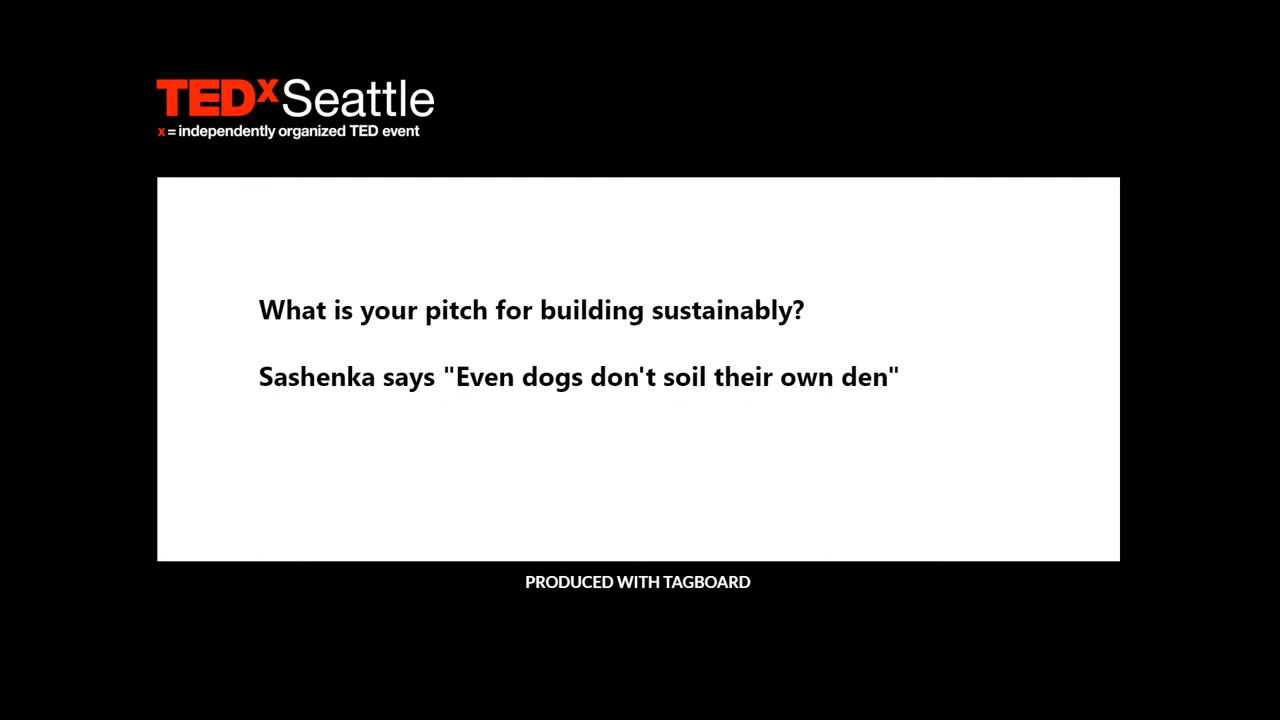 TEDxSeattle
x = independently organized TED event
What is your pitch for building sustainably?
Sashenka says "Even dogs don't soil their own den"
PRODUCED WITH TAGBOARD